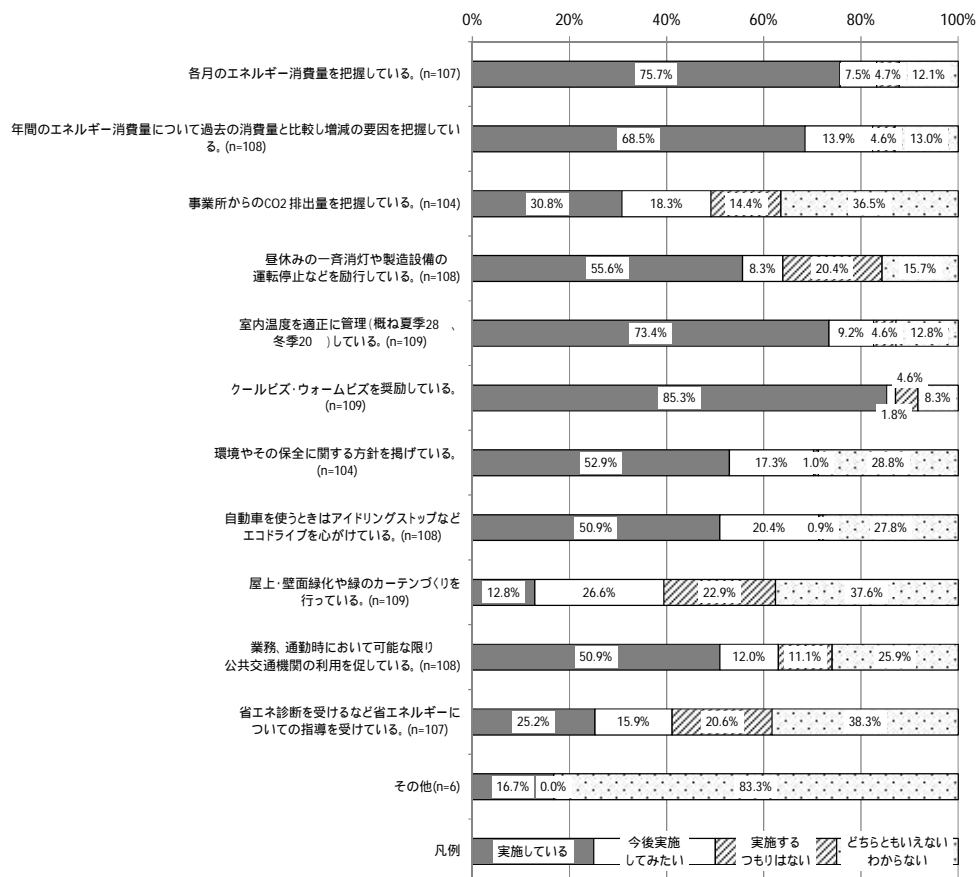 0% 20% 40% 60% 80% 100%
各月のエネルギー消費量を把握している。(n=107)
75.7% 7.5% 4.7% 12.1%
年間のエネルギー消費量について過去の消費量と比較し増減の要因を把握してい
る。(n=108)
68.5% 13.9% 4.6% 13.0%
事業所からのCO2 排出量を把握している。(n=104)
30.8% 18.3% 14.4% 36.5%
昼休みの一斉消灯や製造設備の
運転停止などを励行している。(n=108)
55.6% 8.3% 20.4% 15.7%
室内温度を適正に管理(概ね夏季28 、
冬季20 )している。(n=109)
73.4% 9.2% 4.6% 12.8%
クールビズ・ウォームビズを奨励している。
(n=109)
85.3% 1.8% 4.6% 8.3%
環境やその保全に関する方針を掲げている。
(n=104)
52.9% 17.3% 1.0% 28.8%
自動車を使うときはアイドリングストップなど
エコドライブを心がけている。(n=108)
50.9% 20.4% 0.9% 27.8%
屋上・壁面緑化や緑のカーテンづくりを
行っている。(n=109)
12.8% 26.6% 22.9% 37.6%
業務、通勤時において可能な限り
公共交通機関の利用を促している。(n=108)
50.9% 12.0% 11.1% 25.9%
省エネ診断を受けるなど省エネルギーに
ついての指導を受けている。(n=107)
25.2% 15.9% 20.6% 38.3%
その他(n=6)
16.7% 0.0% 83.3%
凡例
実施している
今後実施
してみたい
実施する
つもりはない
どちらともいえない
わからない